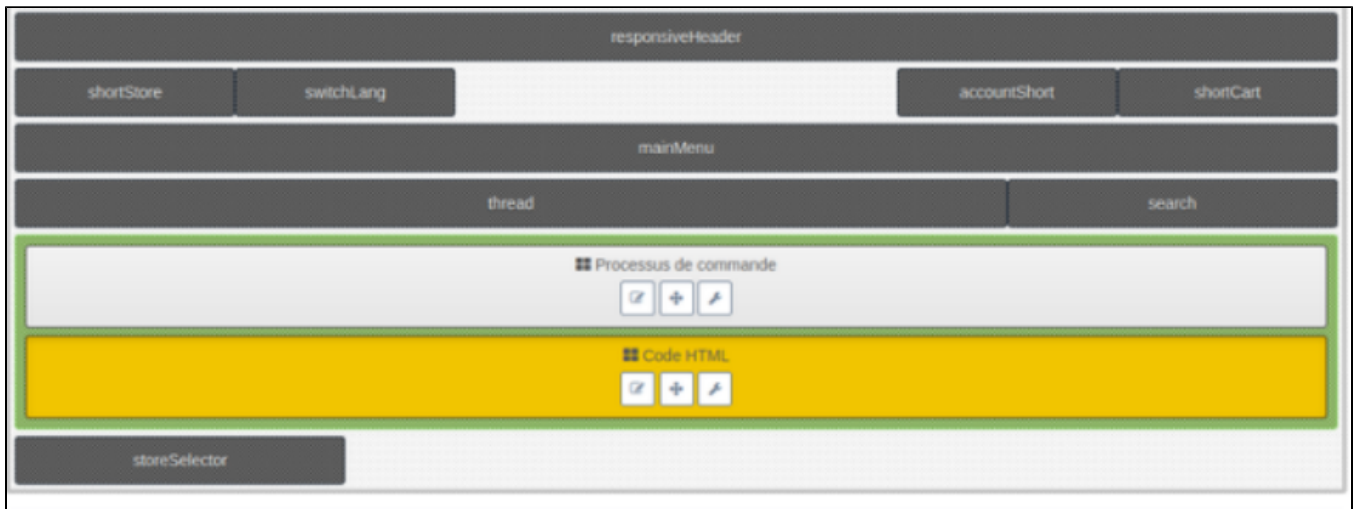 responsiveHeader
shortStore switchLang accountShort shortCart
mainMenu
thread search
Processus de commande
Code HTML
storeSelector